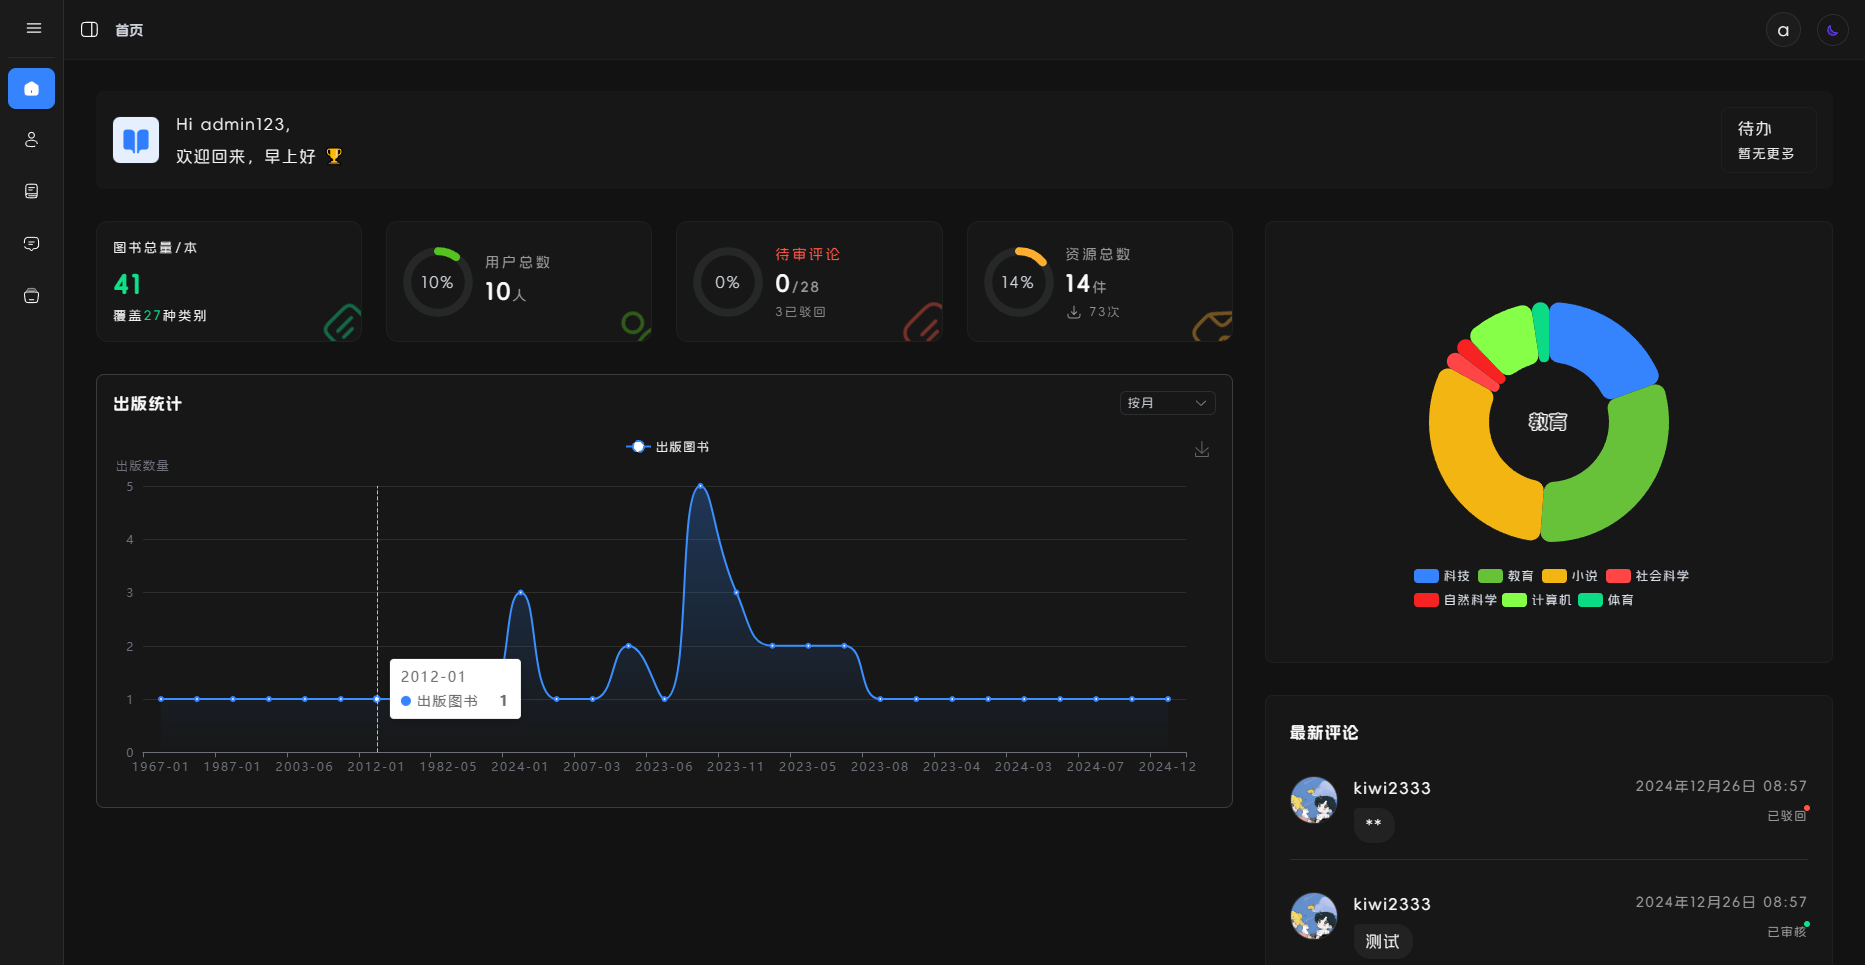 首页
a
Hi admin123,
欢迎回来，早上好 🏆
待办
暂无更多
图书总量/本
41
覆盖27种类别
10%
用户总数
10人
0%
待审评论
0/28
3已驳回
14%
资源总数
14件
73次
出版统计
按月
出版图书
出版数量
5
4
3
2
1
0
2012-01
出版图书 1
1967-01 1987-01 2003-06 2012-01 1982-05 2024-01 2007-03 2023-06 2023-11 2023-05 2023-08 2023-04 2024-03 2024-07 2024-12
教育
科技 教育 小说 社会科学
自然科学 计算机 体育
最新评论
kiwi2333
2024年12月26日 08:57
**
已驳回
kiwi2333
2024年12月26日 08:57
测试
已审核